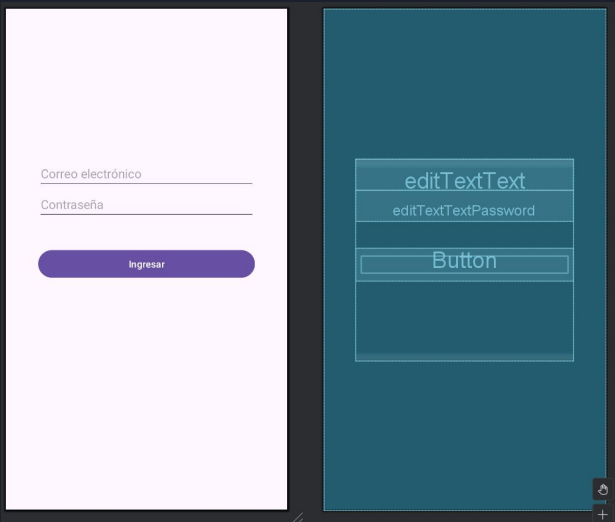 Correo electrónico
Contraseña
Ingresar
editTextText
editTextTextPassword
Button